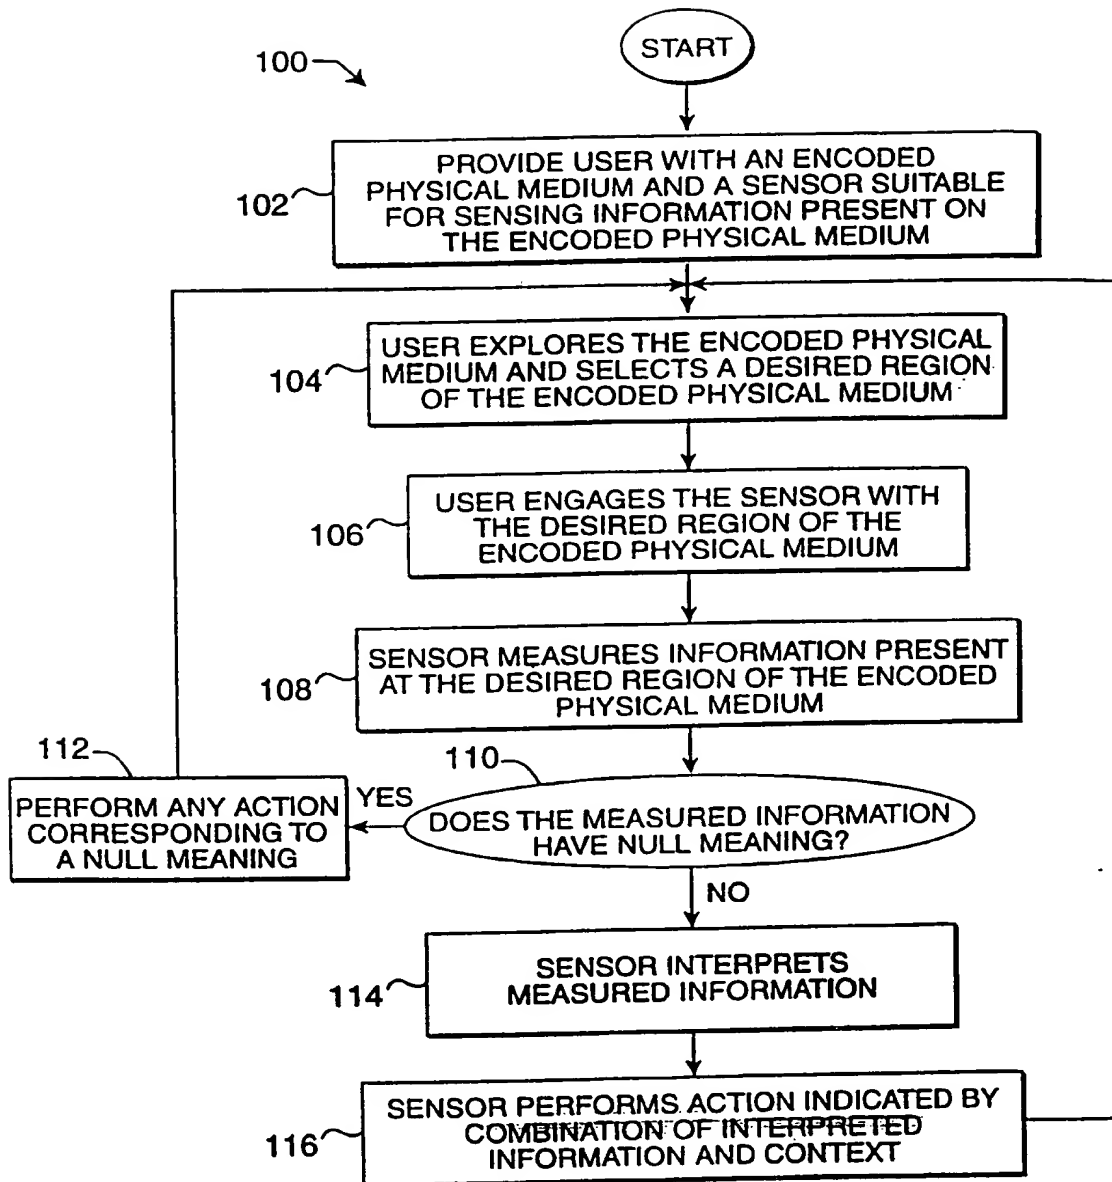 START
100
PROVIDE USER WITH AN ENCODED
PHYSICAL MEDIUM AND A SENSOR SUITABLE
FOR SENSING INFORMATION PRESENT ON
THE ENCODED PHYSICAL MEDIUM
102
USER EXPLORES THE ENCODED PHYSICAL
MEDIUM AND SELECTS A DESIRED REGION
OF THE ENCODED PHYSICAL MEDIUM
104
USER ENGAGES THE SENSOR WITH
THE DESIRED REGION OF THE
ENCODED PHYSICAL MEDIUM
106
SENSOR MEASURES INFORMATION PRESENT
AT THE DESIRED REGION OF THE ENCODED
PHYSICAL MEDIUM
108
110
DOES THE MEASURED INFORMATION
HAVE NULL MEANING?
YES
112
PERFORM ANY ACTION
CORRESPONDING TO
A NULL MEANING
NO
SENSOR INTERPRETS
MEASURED INFORMATION
114
SENSOR PERFORMS ACTION INDICATED BY
COMBINATION OF INTERPRETED
INFORMATION AND CONTEXT
116